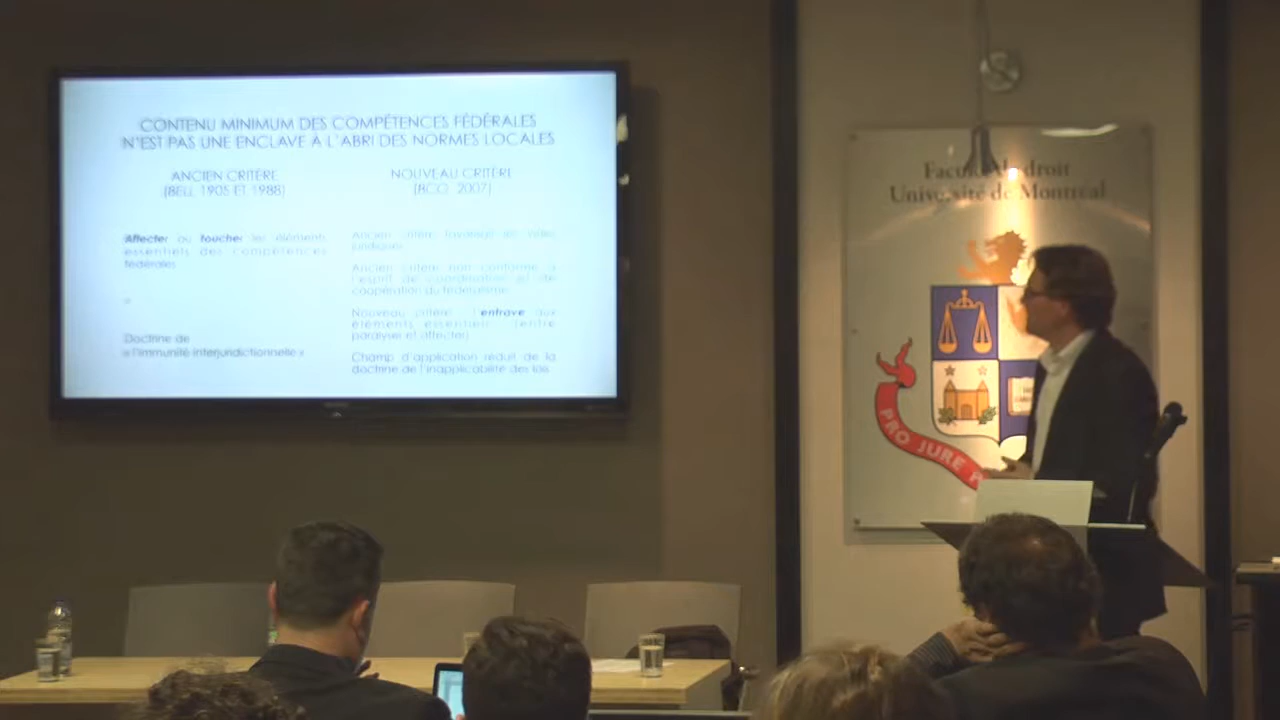 CONTENU MINIMUM DES COMPÉTENCES FÉDÉRALES
N'EST PAS UNE ENCLAVE À L'ABRI DES NORMES LOCALES
ANCIEN CRITÈRE
(BELL 1905 ET 1988)
Affecter ou toucher les éléments
essentiels des compétences
fédérales
=
Doctrine de
« l'immunité interjuridictionnelle »
NOUVEAU CRITÈRE
(BCO 2007)
Ancien critère favorisait les vides
juridiques
Ancien critère non conforme à
l'esprit de coordination et de
coopération du fédéralisme
Nouveau critère : l'entrave aux
éléments essentiels (entre
paralyser et affecter)
Champ d'application réduit de la
doctrine de l'inapplicabilité des lois
Faculté de droit
Université de Montréal
PRO JURE